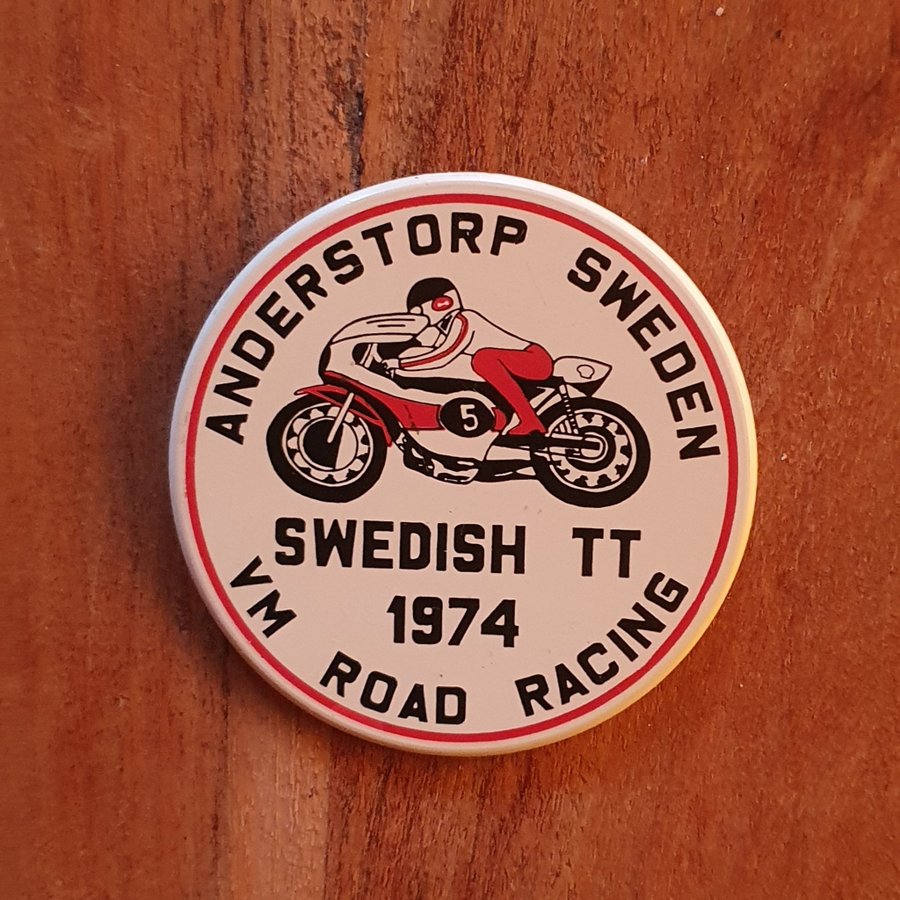 ANDERSTORP SWEDEN
5
SWEDISH TT
1974
VM ROAD RACING